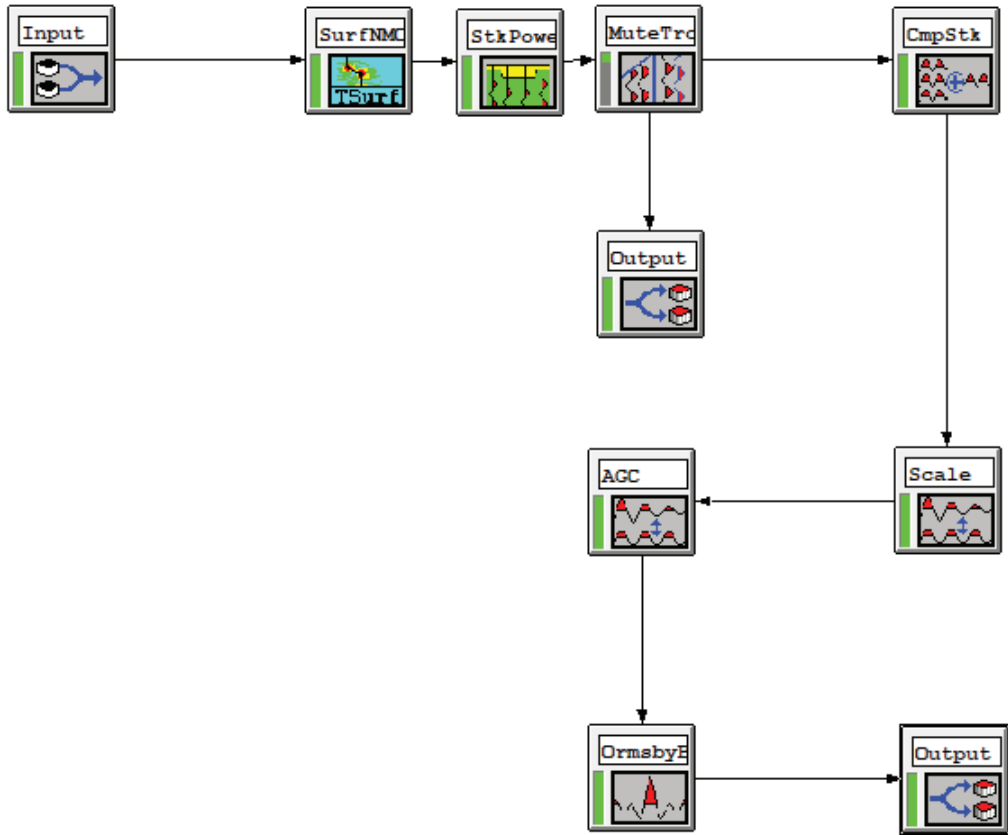 Input
SurfNMC
TSurf
StkPowe
MuteTrc
CmpStk
Output
AGC
Scale
OrmsbyB
Output